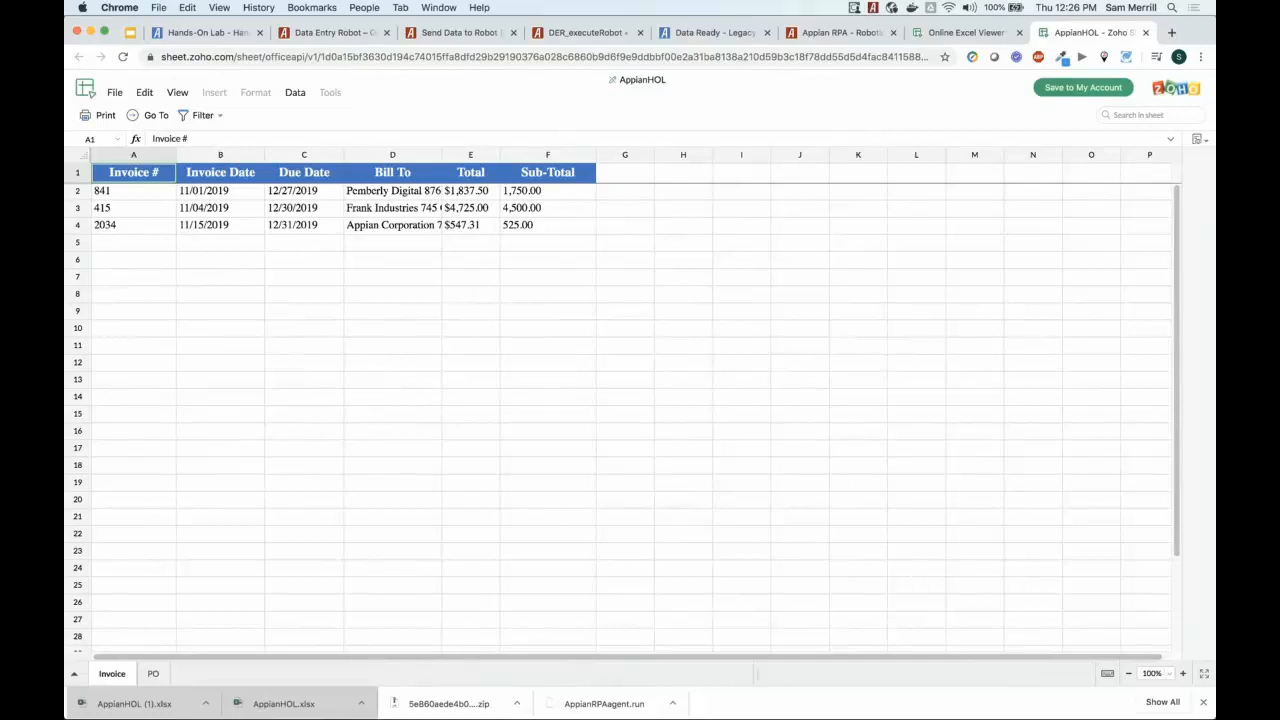 Chrome File Edit View History Bookmarks People Tab Window Help 100% Thu 12:26 PM Sam Merrill
Hands-On Lab - Han Data Entry Robot – Send Data to Robot DER_executeRobot Data Ready - Legacy Appian RPA - Robot Online Excel Viewer AppianHOL - Zoho S
AppianHOL
File Edit View Insert Format Data Tools Save to My Account ZOHO
Print Go To Filter Search in sheet
A1 fx Invoice #
A B C D E F G H I J K L M N O P
1 Invoice # Invoice Date Due Date Bill To Total Sub-Total
2 841 11/01/2019 12/27/2019 Pemberly Digital 876 $1,837.50 1,750.00
3 415 11/04/2019 12/30/2019 Frank Industries 745 $4,725.00 4,500.00
4 2034 11/15/2019 12/31/2019 Appian Corporation 7 $547.31 525.00
5
6
7
8
9
10
11
12
13
14
15
16
17
18
19
20
21
22
23
24
25
26
27
28
Invoice PO 100%
AppianHOL (1).xlsx AppianHOL.xlsx 5e860aede4b0....zip AppianRPAagent.run Show All